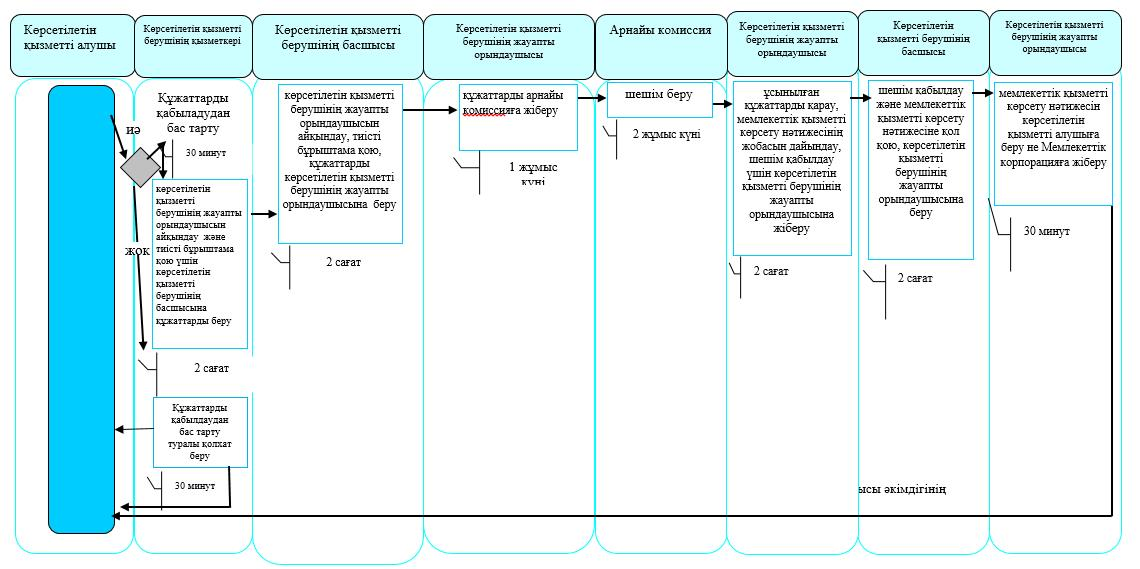 Көрсетілетін
қызметті алушы
Көрсетілетін қызметті
берушінің қызметкері
Көрсетілетін қызметті
берушінің басшысы
Көрсетілетін қызметті
берушінің жауапты
орындаушысы
Арнайы комиссия
Көрсетілетін қызметті
берушінің жауапты
орындаушысы
Көрсетілетін
қызметті берушінің
басшысы
Көрсетілетін қызметті
берушінің жауапты
орындаушысы
иә
жоқ
Құжаттарды
қабыладудан
бас тарту
30 минут
көрсетілетін
қызметті
берушінің жауапты
орындаушысын
айқындау және
тиісті бұрыштама
қою үшін
көрсетілетін
қызметті
берушінің
басшысына
құжаттарды беру
2 сағат
Құжаттарды
қабылдаудан
бас тарту
туралы қолхат
беру
30 минут
көрсетілетін қызметті
берушінің жауапты
орындаушысын
айқындау, тиісті
бұрыштама қою,
құжаттарды
көрсетілетін қызметті
берушінің жауапты
орындаушысына беру
2 сағат
құжаттарды арнайы
комиссияға жіберу
1 жұмыс
күні
шешім беру
2 жұмыс күні
ұсынылған
құжаттарды қарау,
мемлекеттік қызметті
көрсету нәтижесінің
жобасын дайындау,
шешім қабылдау
үшін көрсетілетін
қызметті берушінің
жауапты
орындаушысына
жіберу
2 сағат
шешім қабылдау
және мемлекеттік
қызметті көрсету
нәтижесіне қол
қою, көрсетілетін
қызметті
берушінің
жауапты
орындаушысына
беру
2 сағат
мемлекеттік қызметті
көрсету нәтижесін
көрсетілетін
қызметті алушыға
беру не Мемлекеттік
корпорацияға жіберу
30 минут
ысы әкімдігінің